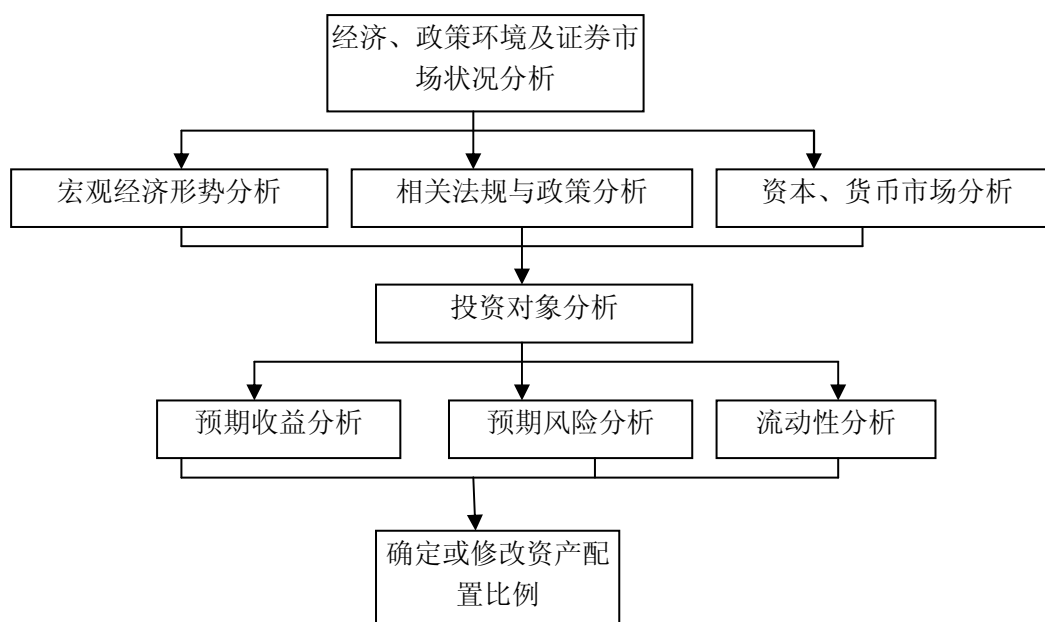 经济、政策环境及证券市
场状况分析
宏观经济形势分析
相关法规与政策分析
资本、货币市场分析
投资对象分析
预期收益分析
预期风险分析
流动性分析
确定或修改资产配
置比例